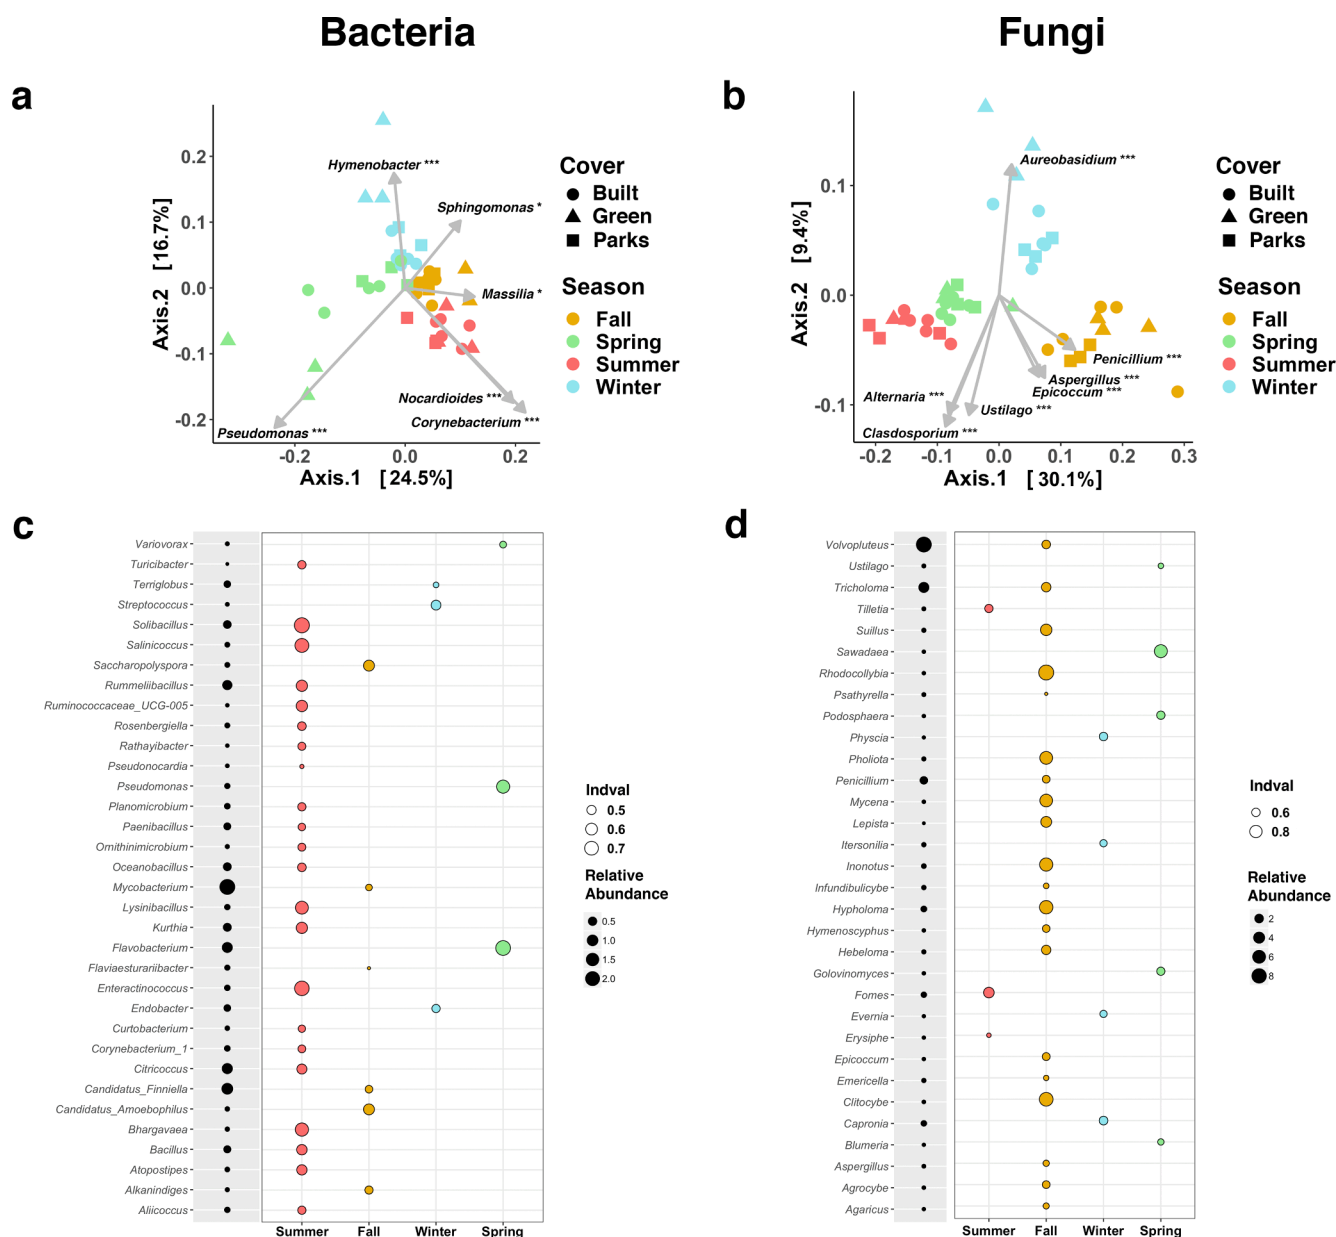 Bacteria
Fungi
a
0.2
0.1
0.0
-0.1
-0.2
-0.2
0.0
0.2
Axis.2 [16.7%]
Axis.1 [24.5%]
Hymenobacter ***
Sphingomonas *
Massilia *
Nocardioides ***
Corynebacterium ***
Pseudomonas ***
Cover
Built
Green
Parks
Season
Fall
Spring
Summer
Winter
b
0.1
0.0
-0.1
-0.2
-0.1
0.0
0.1
0.2
0.3
Axis.2 [9.4%]
Axis.1 [30.1%]
Aureobasidium ***
Penicillium ***
Aspergillus ***
Epicoccum ***
Alternaria ***
Ustilago ***
Clasdosporium ***
Cover
Built
Green
Parks
Season
Fall
Spring
Summer
Winter
c
Variovorax
Turicibacter
Terriglobus
Streptococcus
Solibacillus
Salinicoccus
Saccharopolyspora
Rummeliibacillus
Ruminococcaceae_UCG-005
Rosenbergiella
Rathayibacter
Pseudonocardia
Pseudomonas
Planomicrobium
Paenibacillus
Ornithinimicrobium
Oceanobacillus
Mycobacterium
Lysinibacillus
Kurthia
Flavobacterium
Flaviaesturariibacter
Enteractinococcus
Endobacter
Curtobacterium
Corynebacterium_1
Citricoccus
Candidatus_Finniella
Candidatus_Amoebophilus
Bhargavaea
Bacillus
Atopostipes
Alkanindiges
Aliicoccus
Summer
Fall
Winter
Spring
Indval
0.5
0.6
0.7
Relative
Abundance
0.5
1.0
1.5
2.0
d
Volvopluteus
Ustilago
Tricholoma
Tilletia
Suillus
Sawadaea
Rhodocollybia
Psathyrella
Podosphaera
Physcia
Pholiota
Penicillium
Mycena
Lepista
Itersonilia
Inonotus
Infundibulicybe
Hypholoma
Hymenoscyphus
Hebeloma
Golovinomyces
Fomes
Evernia
Erysiphe
Epicoccum
Emericella
Clitocybe
Capronia
Blumeria
Aspergillus
Agrocybe
Agaricus
Summer
Fall
Winter
Spring
Indval
0.6
0.8
Relative
Abundance
2
4
6
8